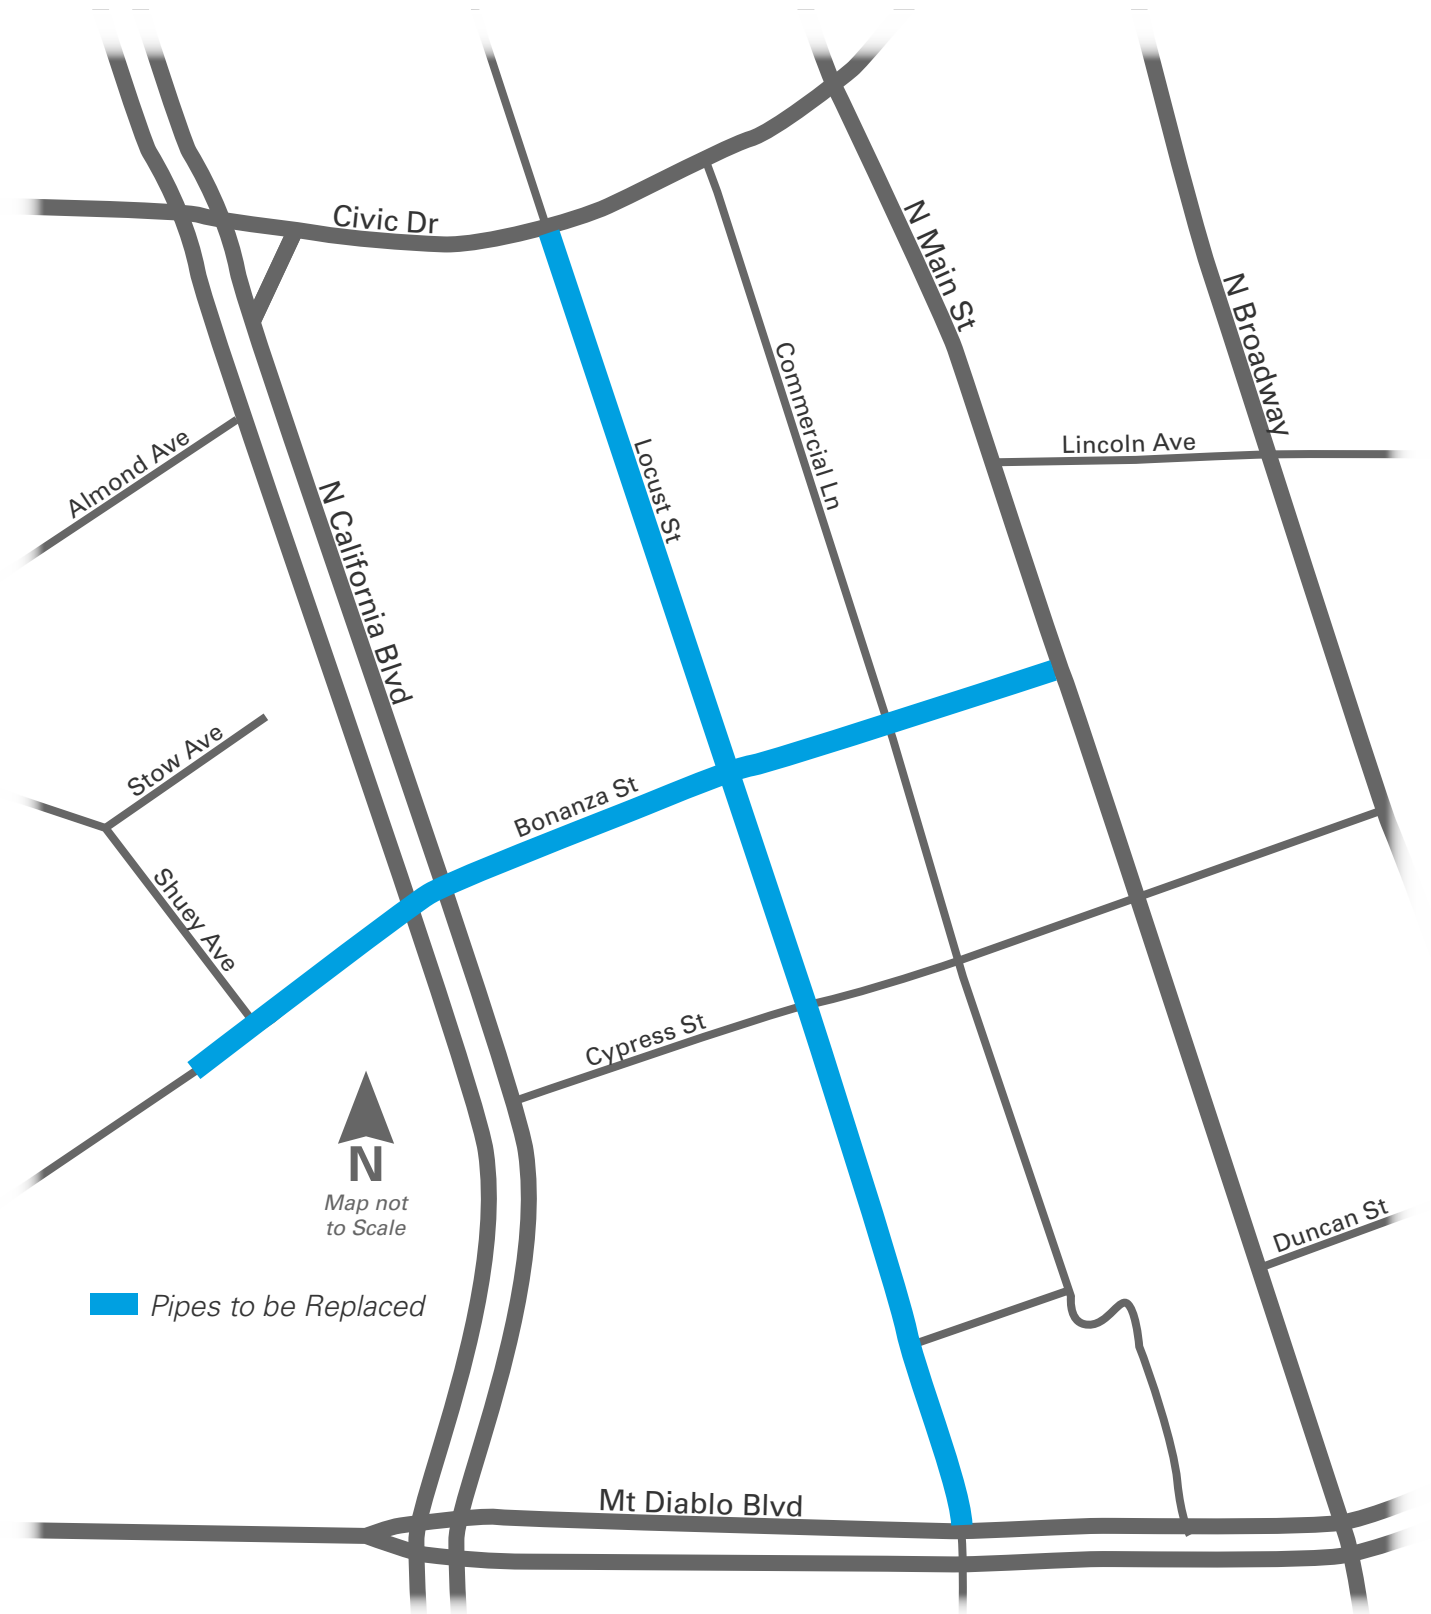 Civic Dr
N Main St
N Broadway
Commercial Ln
Locust St
Lincoln Ave
Almond Ave
N California Blvd
Stow Ave
Bonanza St
Shuey Ave
Cypress St
N
Map not
to Scale
Duncan St
Pipes to be Replaced
Mt Diablo Blvd